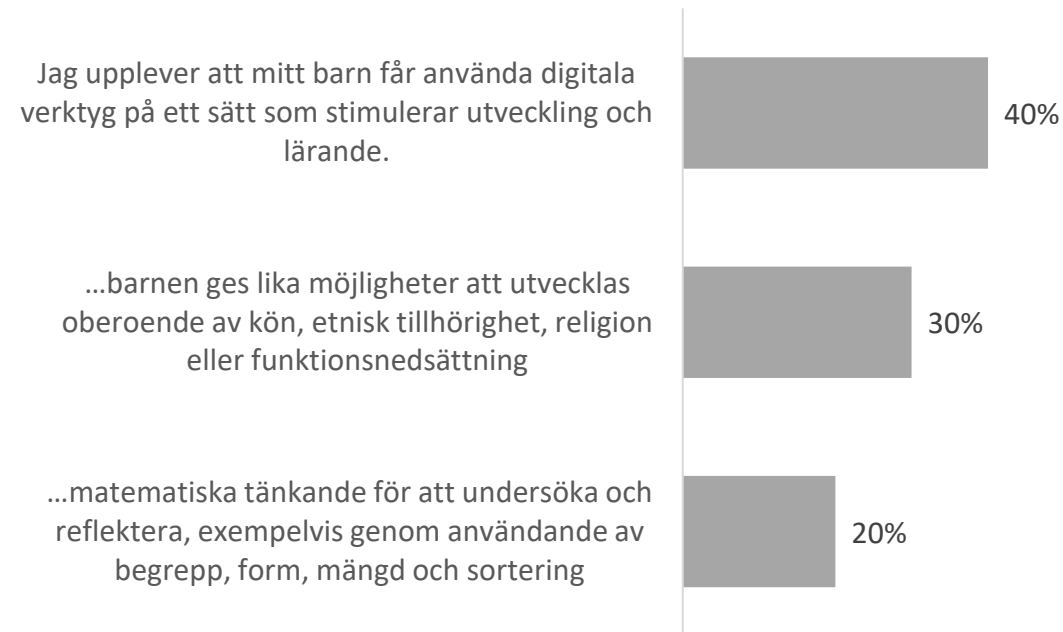 Jag upplever att mitt barn får använda digitala
verktyg på ett sätt som stimulerar utveckling och
lärande.
40%
...barnen ges lika möjligheter att utvecklas
oberoende av kön, etnisk tillhörighet, religion
eller funktionsnedsättning
30%
...matematiska tänkande för att undersöka och
reflektera, exempelvis genom användande av
begrepp, form, mängd och sortering
20%